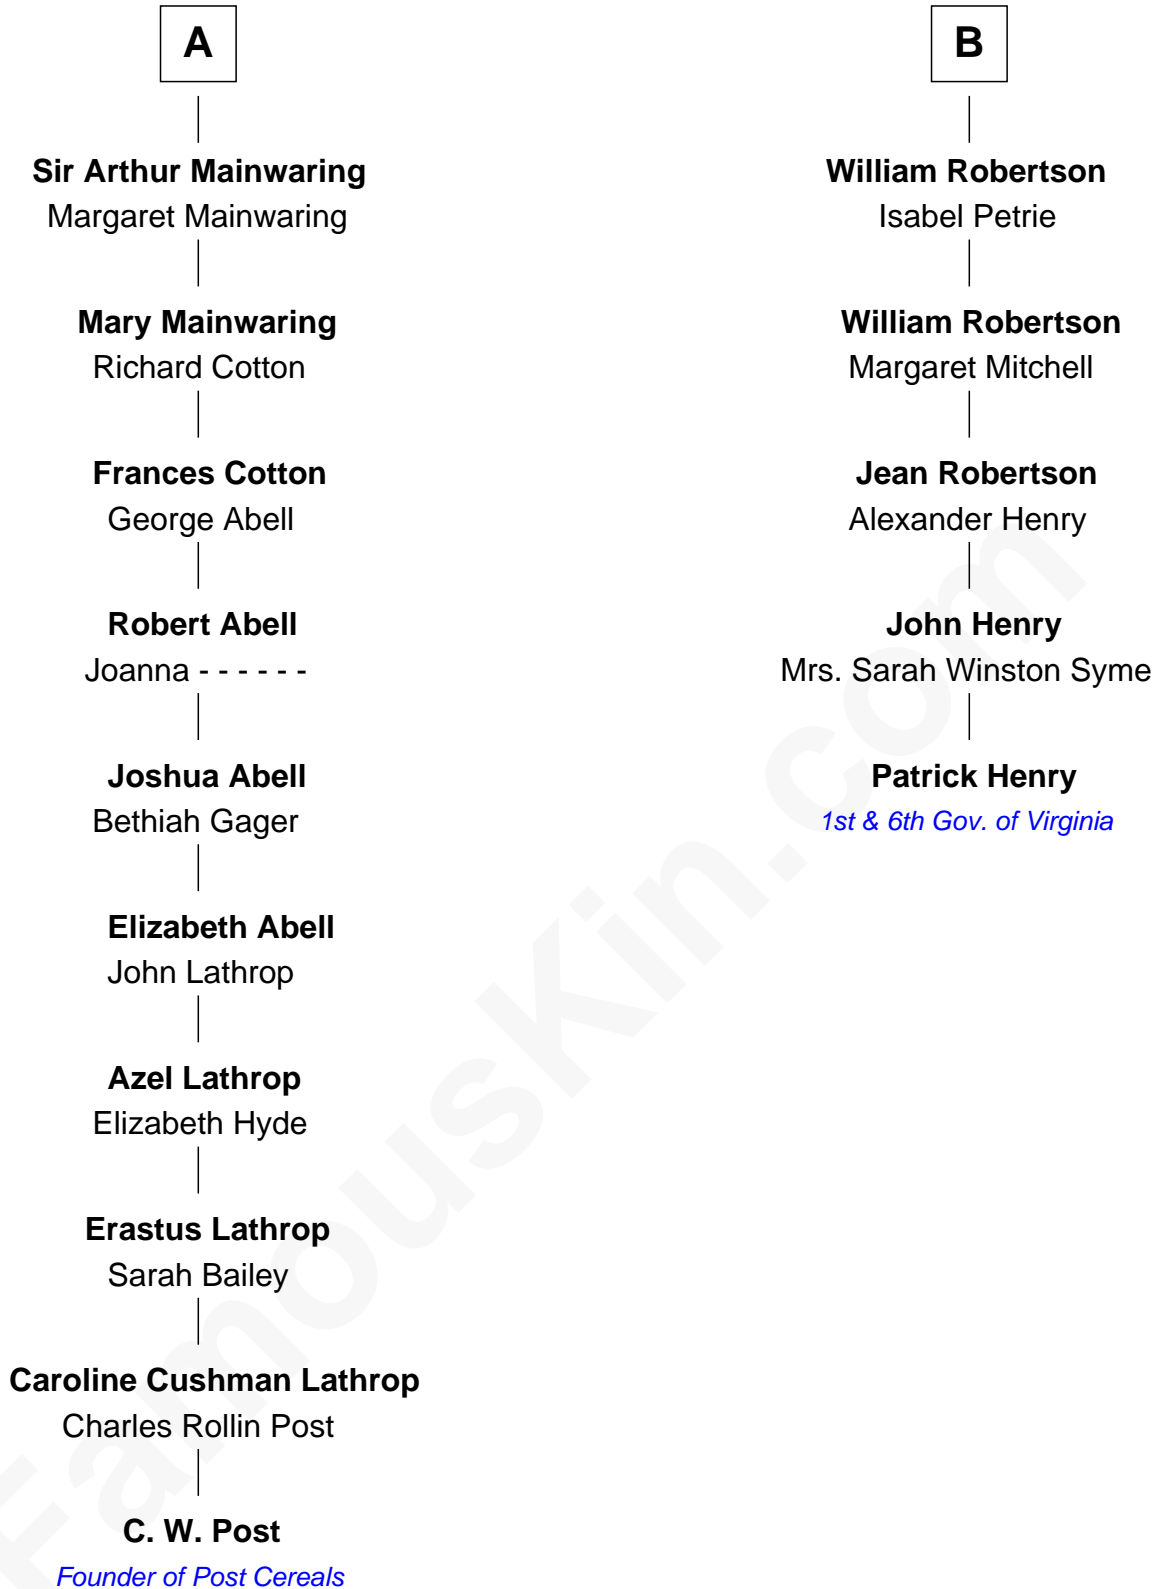 A
Sir Arthur Mainwaring
Margaret Mainwaring
Mary Mainwaring
Richard Cotton
Frances Cotton
George Abell
Robert Abell
Joanna - - - - - -
Joshua Abell
Bethiah Gager
Elizabeth Abell
John Lathrop
Azel Lathrop
Elizabeth Hyde
Erastus Lathrop
Sarah Bailey
Caroline Cushman Lathrop
Charles Rollin Post
C. W. Post
Founder of Post Cereals
B
William Robertson
Isabel Petrie
William Robertson
Margaret Mitchell
Jean Robertson
Alexander Henry
John Henry
Mrs. Sarah Winston Syme
Patrick Henry
1st & 6th Gov. of Virginia
FamousKin.com